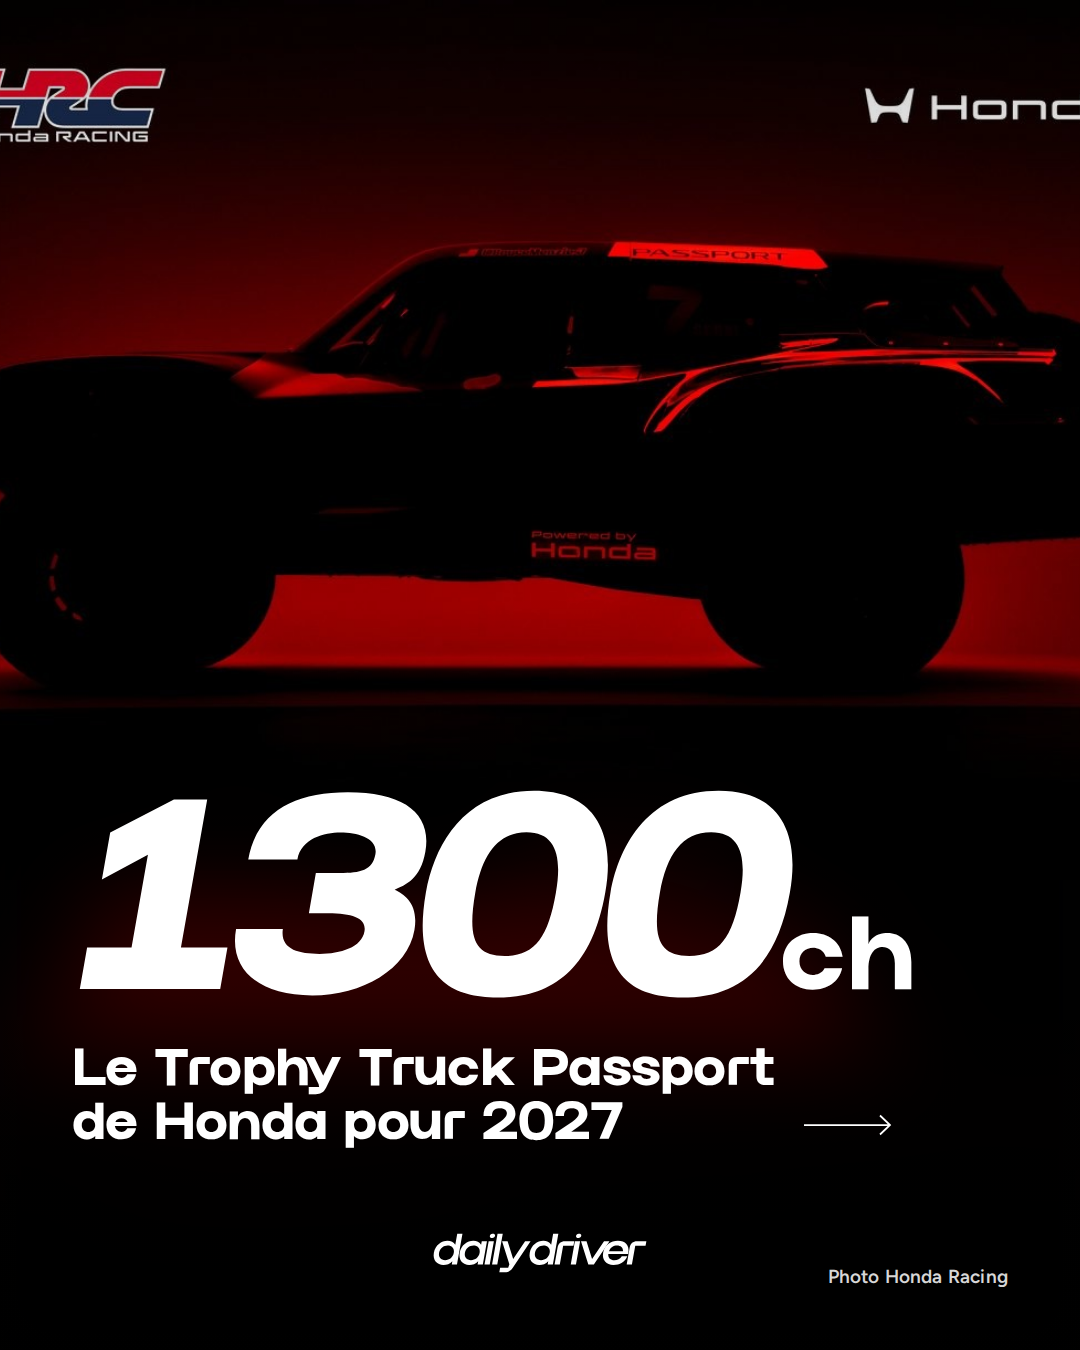 HRC
nda RACING
Hond
PASSPORT
Powered by
Honda
1300ch
Le Trophy Truck Passport
de Honda pour 2027
dailydriver
Photo Honda Racing